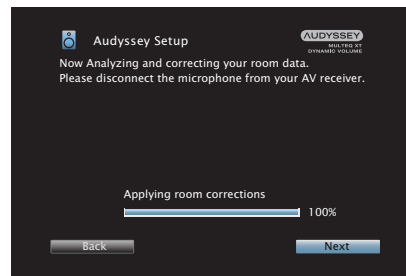 Audyssey Setup
AUDYSSEY
MULTEQ XT
DYNAMIC VOLUME
Now Analyzing and correcting your room data.
Please disconnect the microphone from your AV receiver.
Applying room corrections
100%
Back
Next